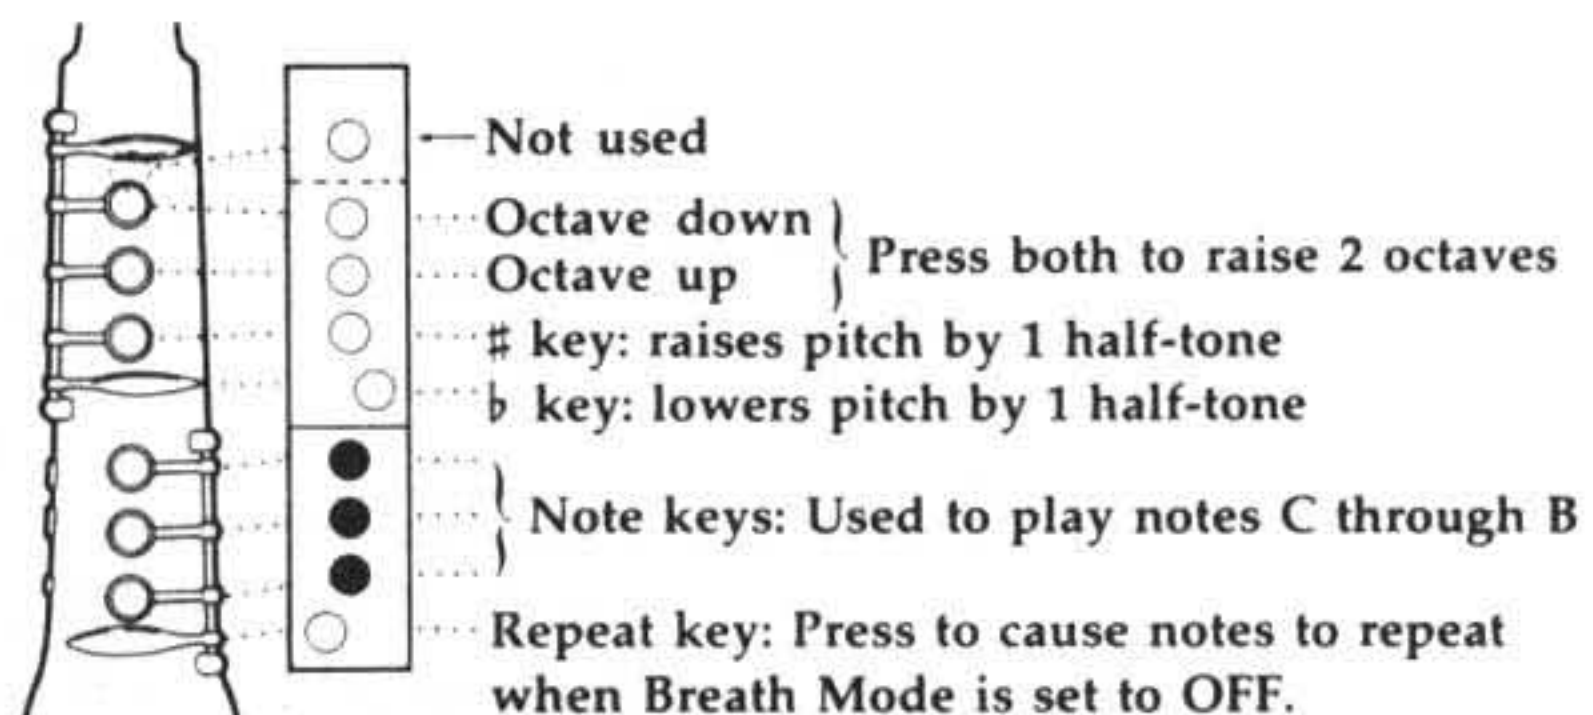 Not used
Octave down
Octave up
Press both to raise 2 octaves
♯ key: raises pitch by 1 half-tone
♭ key: lowers pitch by 1 half-tone
Note keys: Used to play notes C through B
Repeat key: Press to cause notes to repeat
when Breath Mode is set to OFF.